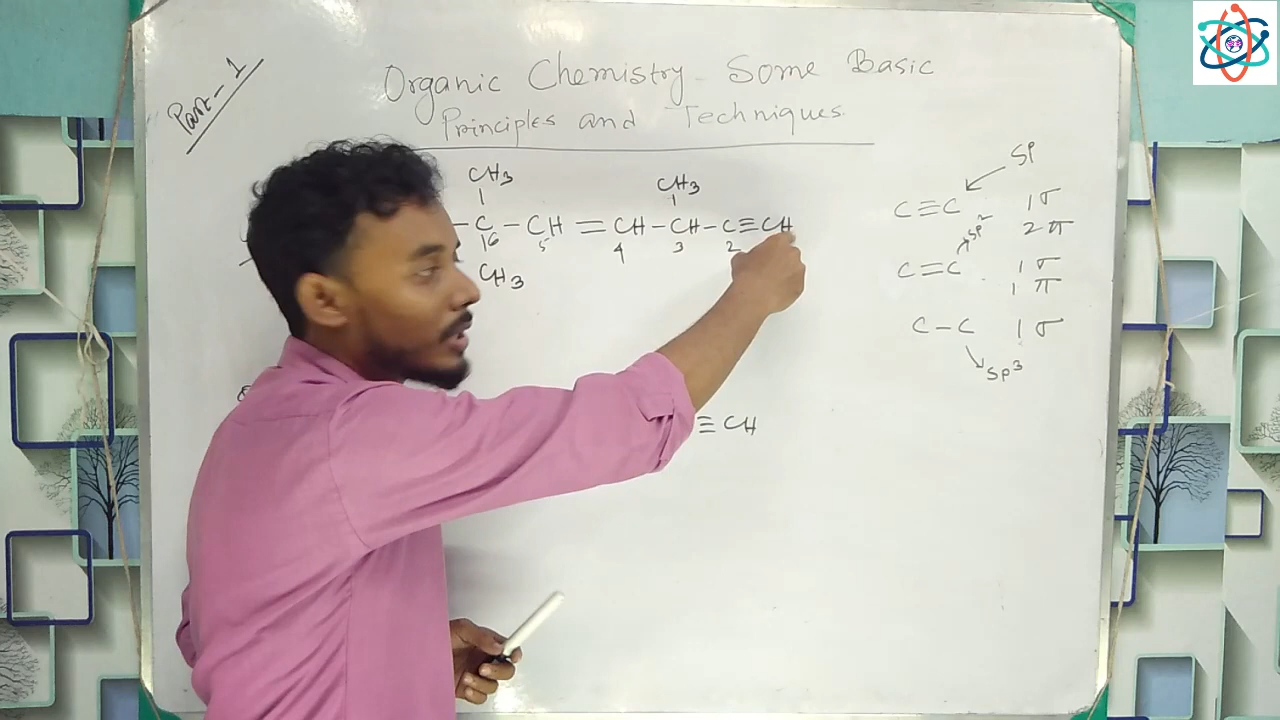 Part-1
Organic Chemistry Some Basic
Principles and Techniques
CH3 CH3
| |
—C—CH=CH—CH—C≡CH
16 5 4 3 2
CH3
≡CH
SP
C≡C 1σ
2π
SP²
C=C 1σ
1π
C-C 1σ
SP³